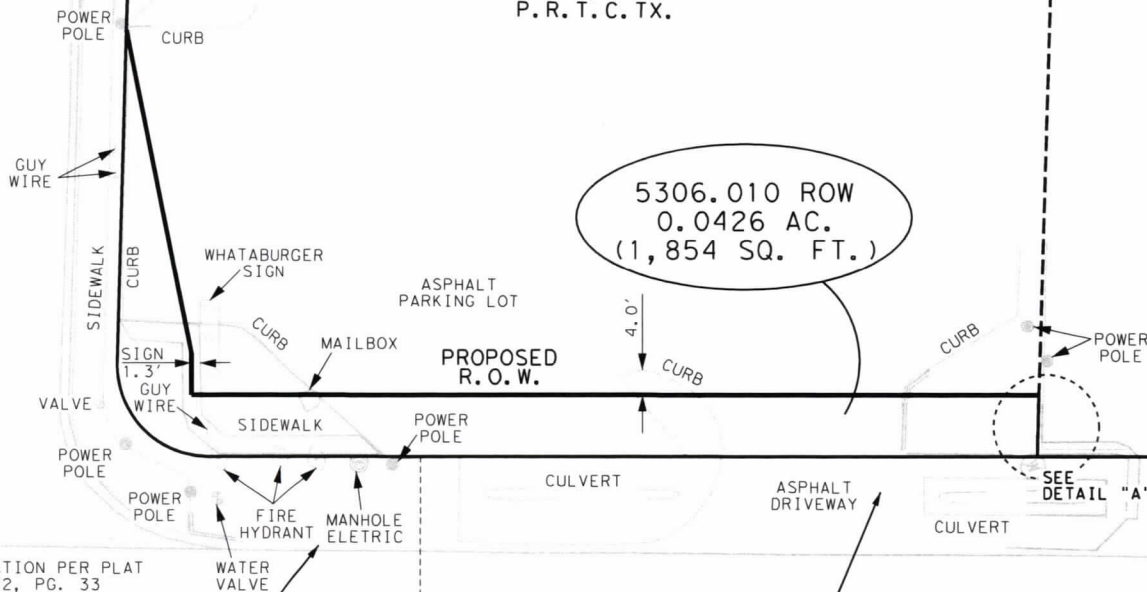 P.R.T.C.TX.
POWER
POLE
CURB
GUY
WIRE
5306.010 ROW
0.0426 AC.
(1,854 SQ. FT.)
SIDEWALK
CURB
WHATABURGER
SIGN
ASPHALT
PARKING LOT
4.0'
CURB
CURB
POWER
POLE
SIGN
1.3'
MAILBOX
PROPOSED
R.O.W.
CURB
GUY
WIRE
VALVE
SIDEWALK
POWER
POLE
POWER
POLE
CULVERT
ASPHALT
DRIVEWAY
SEE
DETAIL "A"
POWER
POLE
FIRE
HYDRANT
MANHOLE
ELETRIC
CULVERT
TION PER PLAT
2, PG. 33
WATER
VALVE